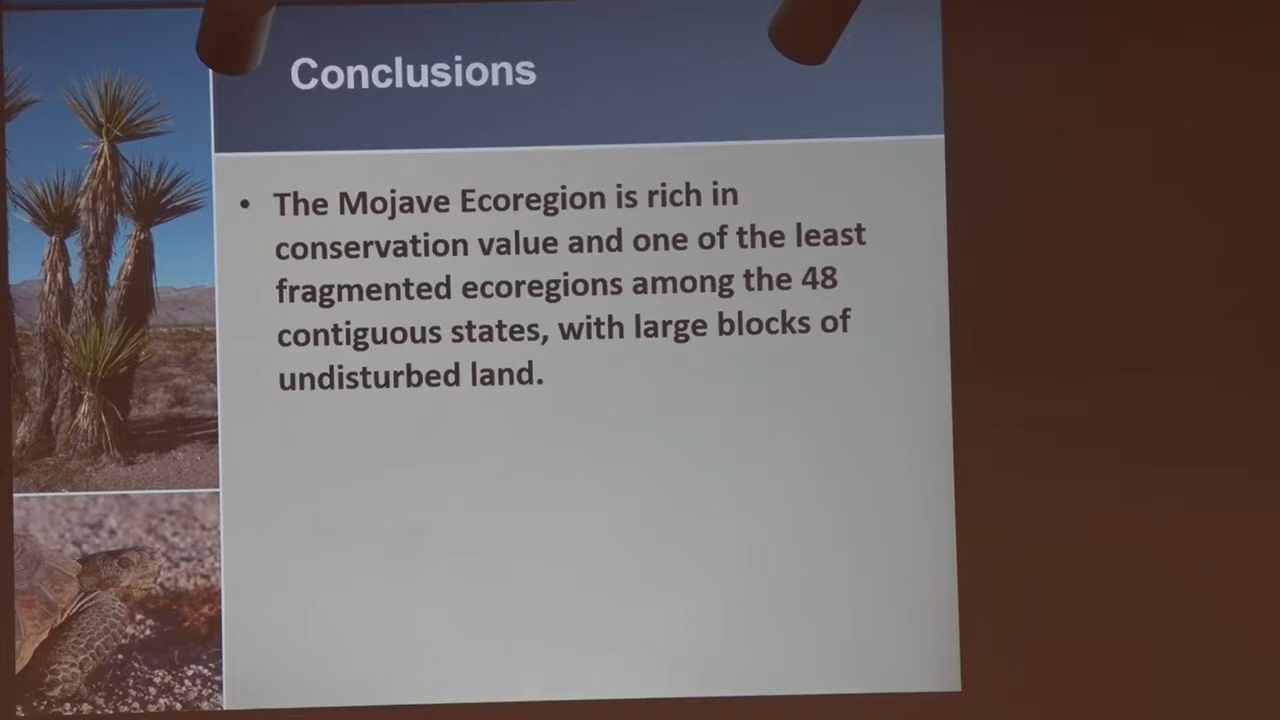 Conclusions
• The Mojave Ecoregion is rich in
conservation value and one of the least
fragmented ecoregions among the 48
contiguous states, with large blocks of
undisturbed land.